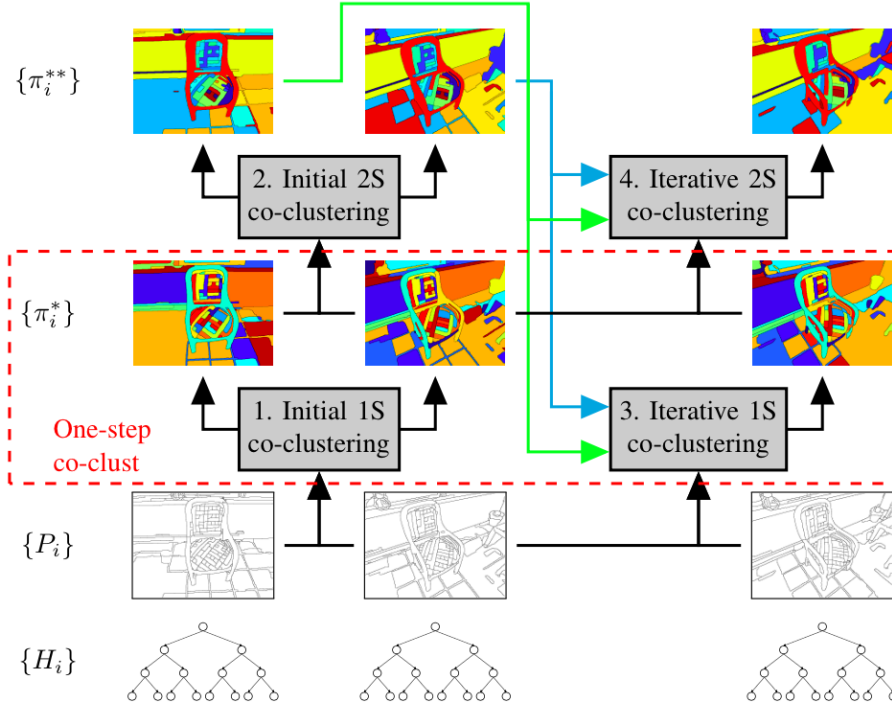 {π_i^{**}}
2. Initial 2S
co-clustering
4. Iterative 2S
co-clustering
{π_i^*}
1. Initial 1S
co-clustering
3. Iterative 1S
co-clustering
One-step
co-clust
{P_i}
{H_i}